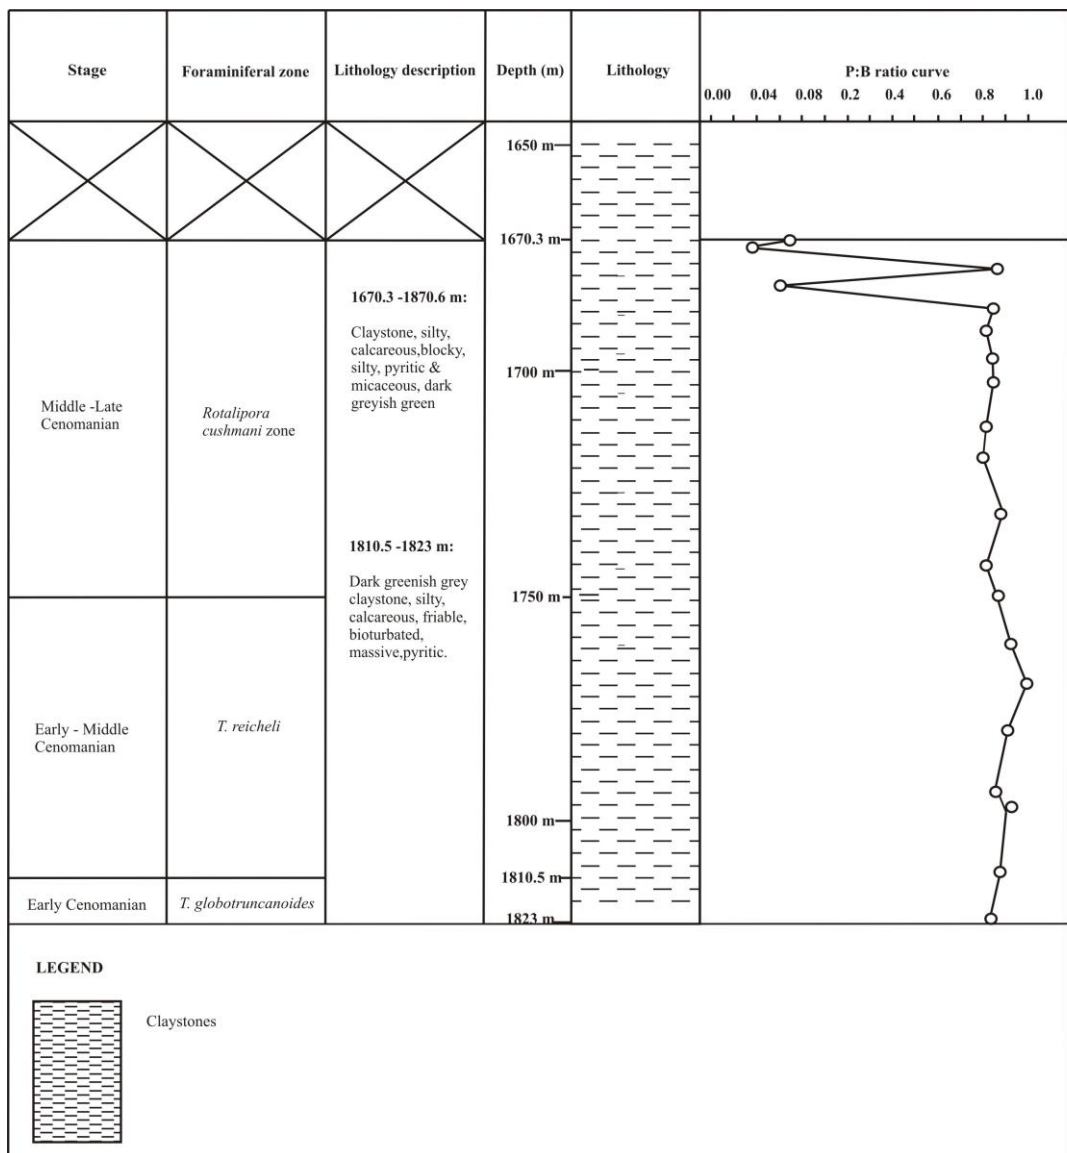 Stage
Foraminiferal zone
Lithology description
Depth (m)
Lithology
P:B ratio curve
0.00 0.04 0.08 0.2 0.4 0.6 0.8 1.0
1650 m
1670.3 m
1700 m
1750 m
1800 m
1810.5 m
1823 m
Middle -Late
Cenomanian
Rotalipora
cushmani zone
1670.3 -1870.6 m:
Claystone, silty,
calcareous,blocky,
silty, pyritic &
micaceous, dark
greyish green
1810.5 -1823 m:
Dark greenish grey
claystone, silty,
calcareous, friable,
bioturbated,
massive,pyritic.
Early - Middle
Cenomanian
T. reicheli
Early Cenomanian
T. globotruncanoides
LEGEND
Claystones